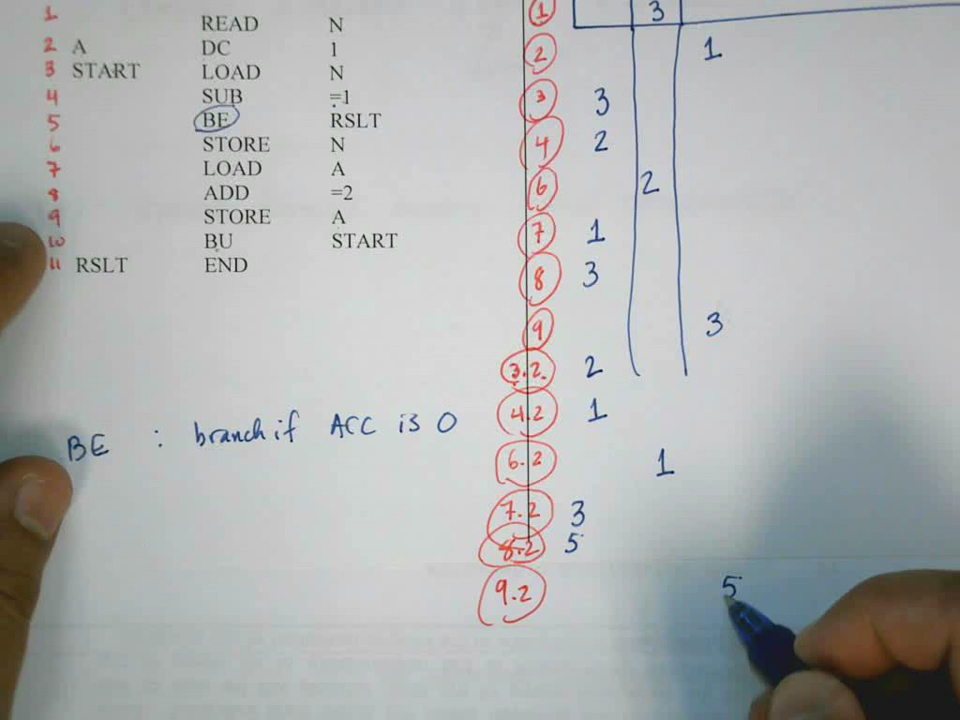 1 READ N
2 A DC 1
3 START LOAD N
4 SUB =1
5 BE RSLT
6 STORE N
7 LOAD A
8 ADD =2
9 STORE A
10 BU START
11 RSLT END
BE : branch if ACC is 0
1 3
2 1
3 3
4 2
6 2
7 1
8 3
9 3
3.2. 2
4.2 1
6.2 1
7.2 3
8.2 5
9.2 5